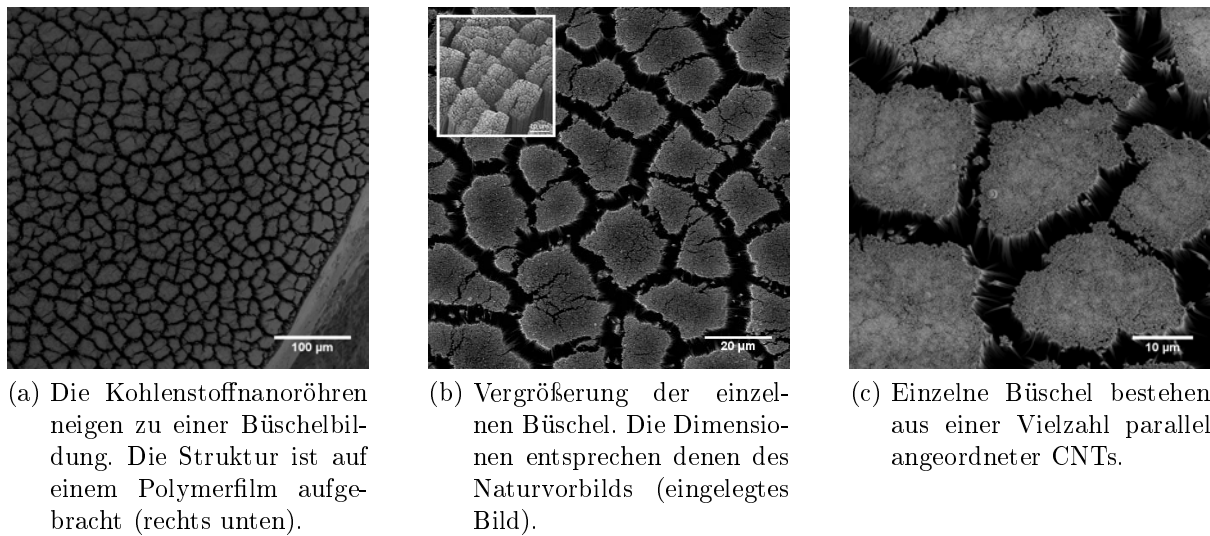 100 µm
20 µm
10 µm
(a) Die Kohlenstoffnanoröhren
neigen zu einer Büschelbil-
dung. Die Struktur ist auf
einem Polymerfilm aufge-
bracht (rechts unten).
(b) Vergrößerung der einzel-
nen Büschel. Die Dimensio-
nen entsprechen denen des
Naturvorbilds (eingelegtes
Bild).
(c) Einzelne Büschel bestehen
aus einer Vielzahl parallel
angeordneter CNTs.